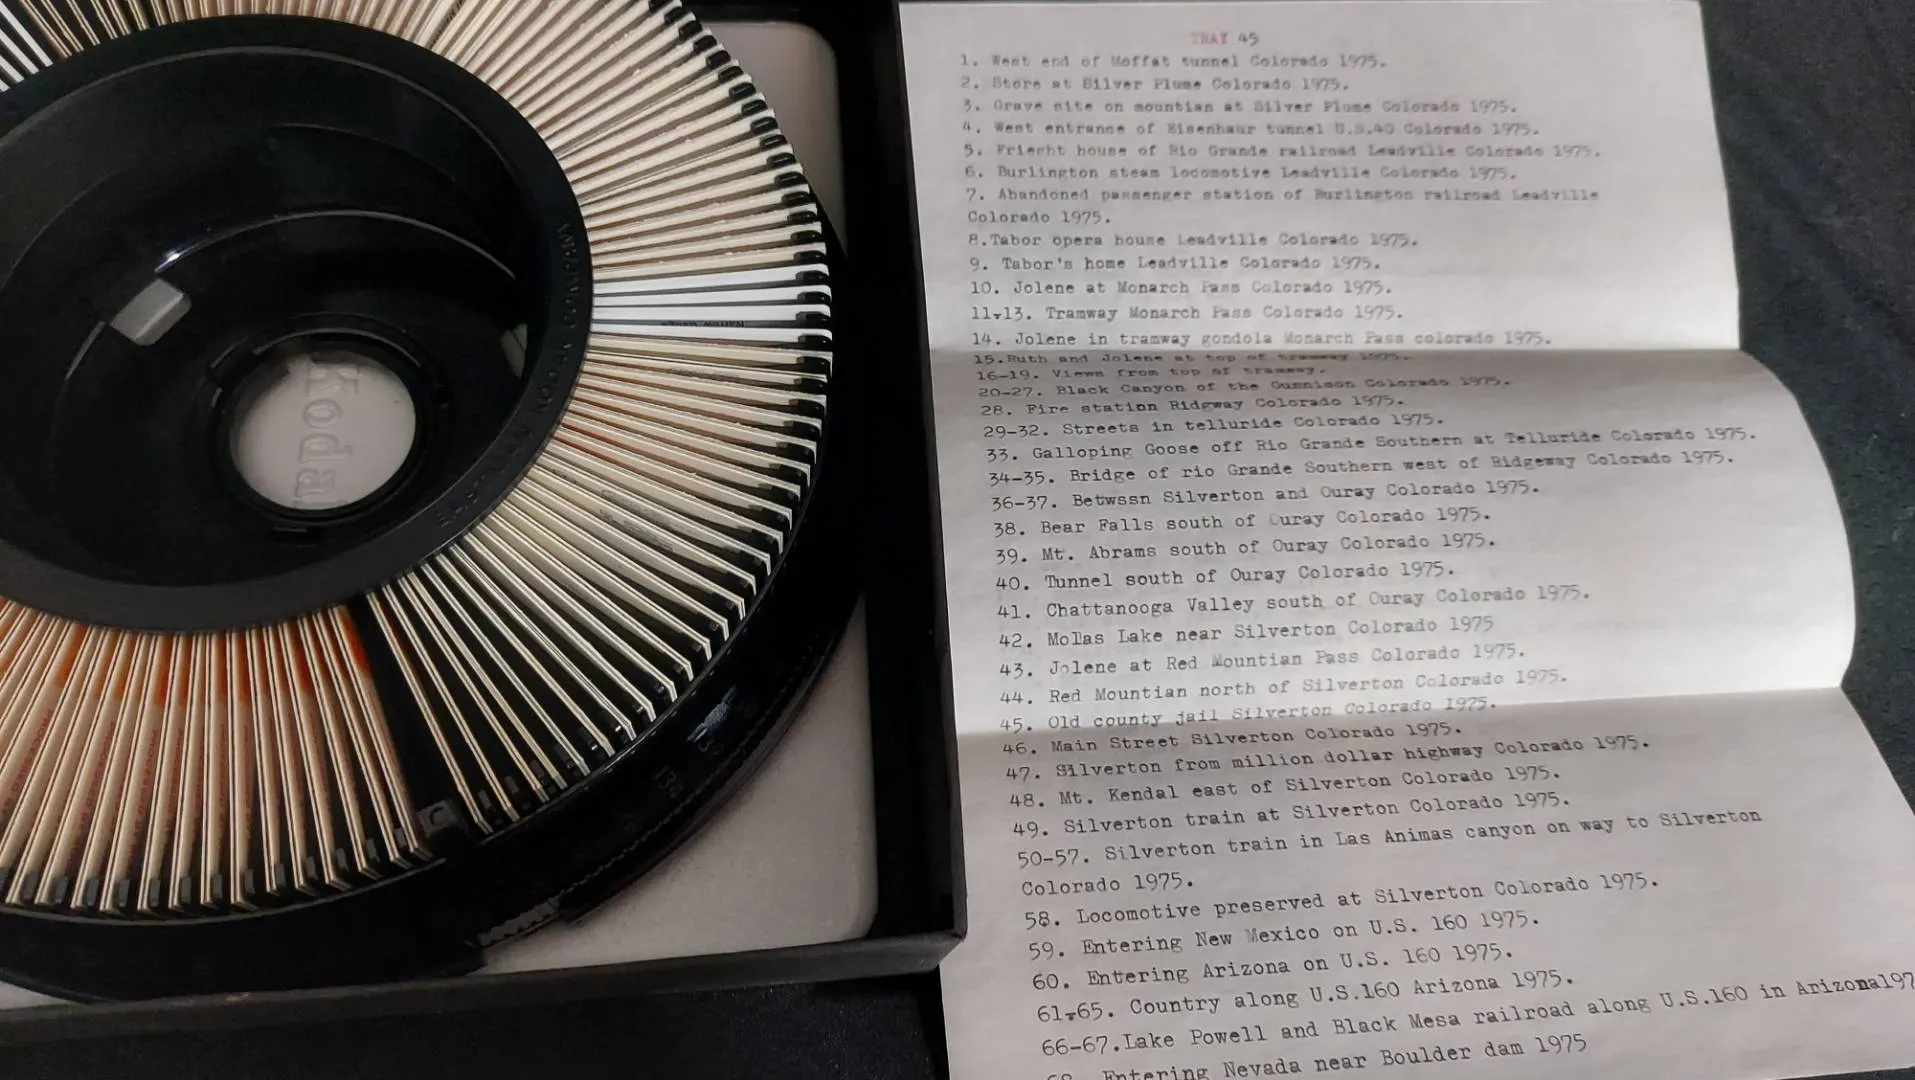 TRAY 45
1. West end of Moffat tunnel Colorado 1975.
2. Store at Silver Plume Colorado 1975.
3. Grave site on mountian at Silver Plume Colorado 1975.
4. West entrance of Eisenhaur tunnel U.S.40 Colorado 1975.
5. Frieght house of Rio Grande railroad Leadville Colorado 1975.
6. Burlington steam locomotive Leadville Colorado 1975.
7. Abandoned passenger station of Burlington railroad Leadville
Colorado 1975.
8.Tabor opera house Leadville Colorado 1975.
9. Tabor's home Leadville Colorado 1975.
10. Jolene at Monarch Pass Colorado 1975.
11-13. Tramway Monarch Pass Colorado 1975.
14. Jolene in tramway gondola Monarch Pass colorado 1975.
15.Ruth and Jolene at top of tramway 1975.
16-19. Views from top of tramway.
20-27. Black Canyon of the Gunnison Colorado 1975.
28. Fire station Ridgway Colorado 1975.
29-32. Streets in telluride Colorado 1975.
33. Galloping Goose off Rio Grande Southern at Telluride Colorado 1975.
34-35. Bridge of rio Grande Southern west of Ridgeway Colorado 1975.
36-37. Betwssn Silverton and Ouray Colorado 1975.
38. Bear Falls south of Ouray Colorado 1975.
39. Mt. Abrams south of Ouray Colorado 1975.
40. Tunnel south of Ouray Colorado 1975.
41. Chattanooga Valley south of Ouray Colorado 1975.
42. Molas Lake near Silverton Colorado 1975
43. Jolene at Red Mountian Pass Colorado 1975.
44. Red Mountian north of Silverton Colorado 1975.
45. Old county jail Silverton Colorado 1975.
46. Main Street Silverton Colorado 1975.
47. Silverton from million dollar highway Colorado 1975.
48. Mt. Kendal east of Silverton Colorado 1975.
49. Silverton train at Silverton Colorado 1975.
50-57. Silverton train in Las Animas canyon on way to Silverton
Colorado 1975.
58. Locomotive preserved at Silverton Colorado 1975.
59. Entering New Mexico on U.S. 160 1975.
60. Entering Arizona on U.S. 160 1975.
61-65. Country along U.S.160 Arizona 1975.
66-67.Lake Powell and Black Mesa railroad along U.S.160 in Arizona197
68. Entering Nevada near Boulder dam 1975
Kodak
EASTMAN KODAK